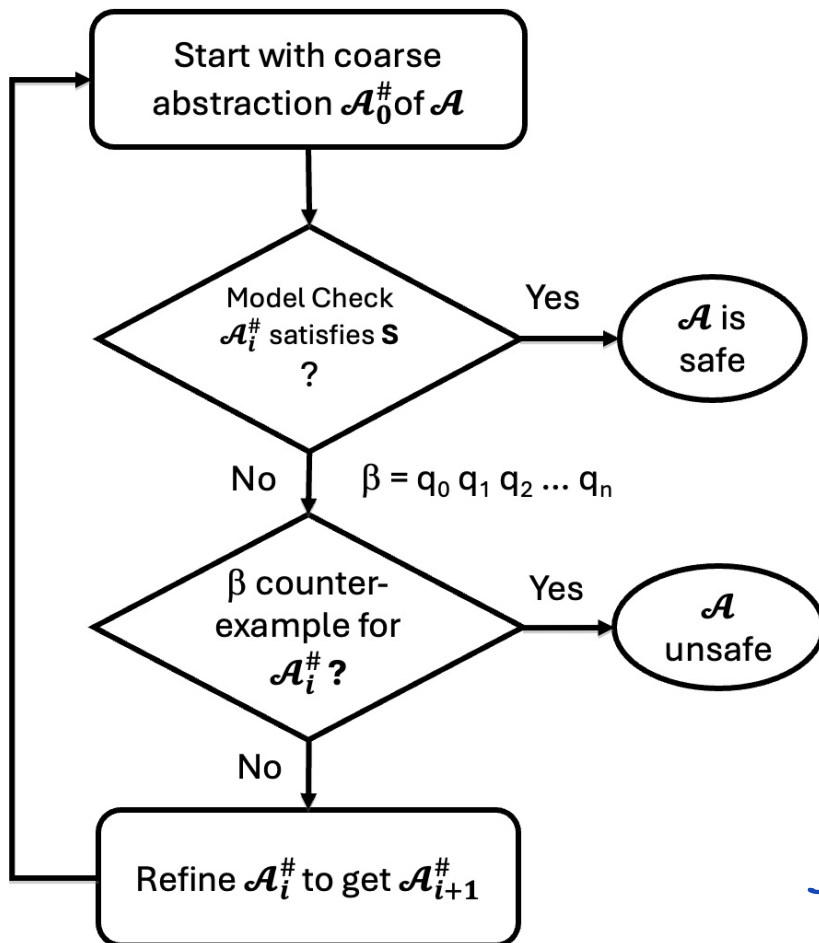 Start with coarse
abstraction 𝓐₀# of 𝓐
Model Check
𝓐ᵢ# satisfies S
?
Yes
𝓐 is
safe
No
β = q₀ q₁ q₂ ... qₙ
β counter-
example for
𝓐ᵢ# ?
Yes
𝓐
unsafe
No
Refine 𝓐ᵢ# to get 𝓐ᵢ₊₁#